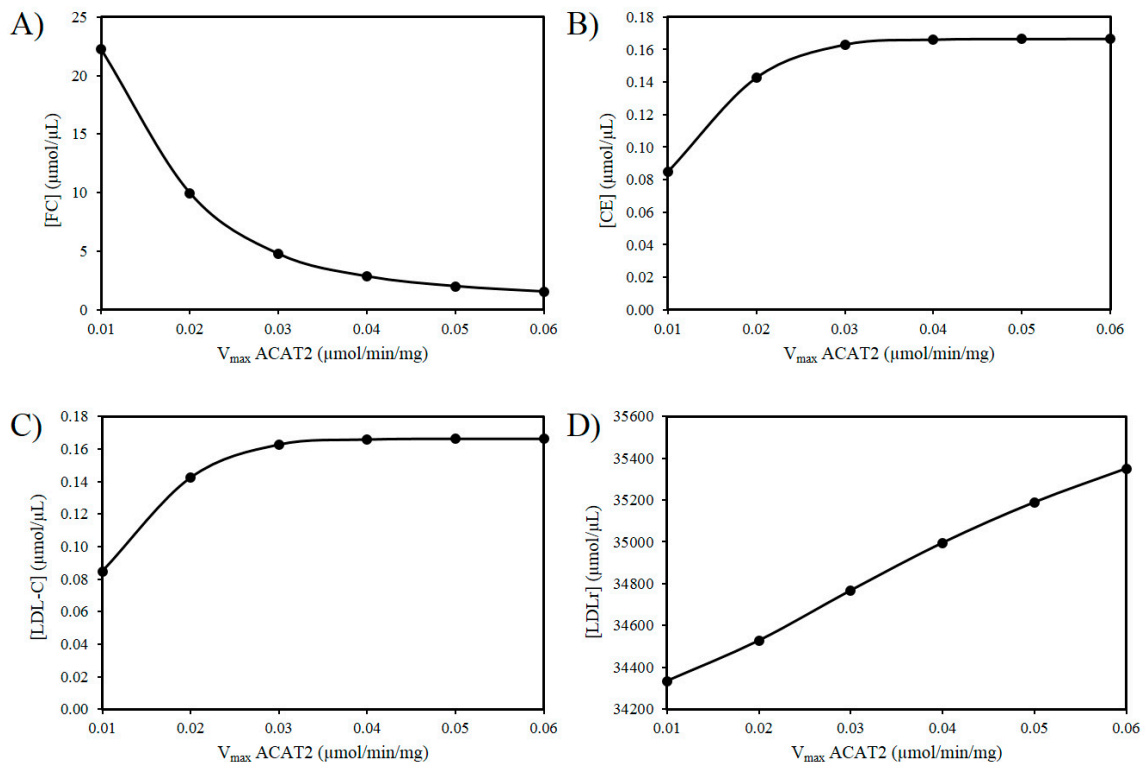 A)
25
20
15
10
5
0
[FC] (µmol/µL)
0.01 0.02 0.03 0.04 0.05 0.06
V_max ACAT2 (µmol/min/mg)
B)
0.18
0.16
0.14
0.12
0.10
0.08
0.06
0.04
0.02
0.00
[CE] (µmol/µL)
0.01 0.02 0.03 0.04 0.05 0.06
V_max ACAT2 (µmol/min/mg)
C)
0.18
0.16
0.14
0.12
0.10
0.08
0.06
0.04
0.02
0.00
[LDL-C] (µmol/µL)
0.01 0.02 0.03 0.04 0.05 0.06
V_max ACAT2 (µmol/min/mg)
D)
35600
35400
35200
35000
34800
34600
34400
34200
[LDLr] (µmol/µL)
0.01 0.02 0.03 0.04 0.05 0.06
V_max ACAT2 (µmol/min/mg)